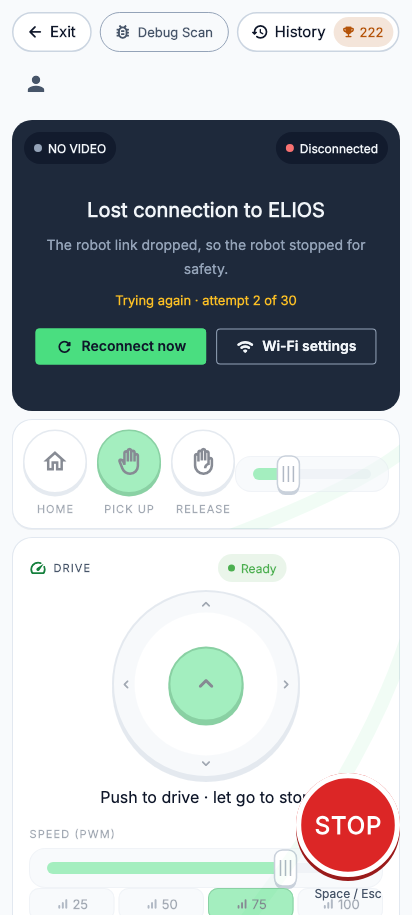 Exit
Debug Scan
History
222
NO VIDEO
Disconnected
Lost connection to ELIOS
The robot link dropped, so the robot stopped for
safety.
Trying again · attempt 2 of 30
Reconnect now
Wi-Fi settings
HOME
PICK UP
RELEASE
DRIVE
Ready
Push to drive · let go to
STOP
SPEED (PWM)
Space / Esc
25
50
75
100